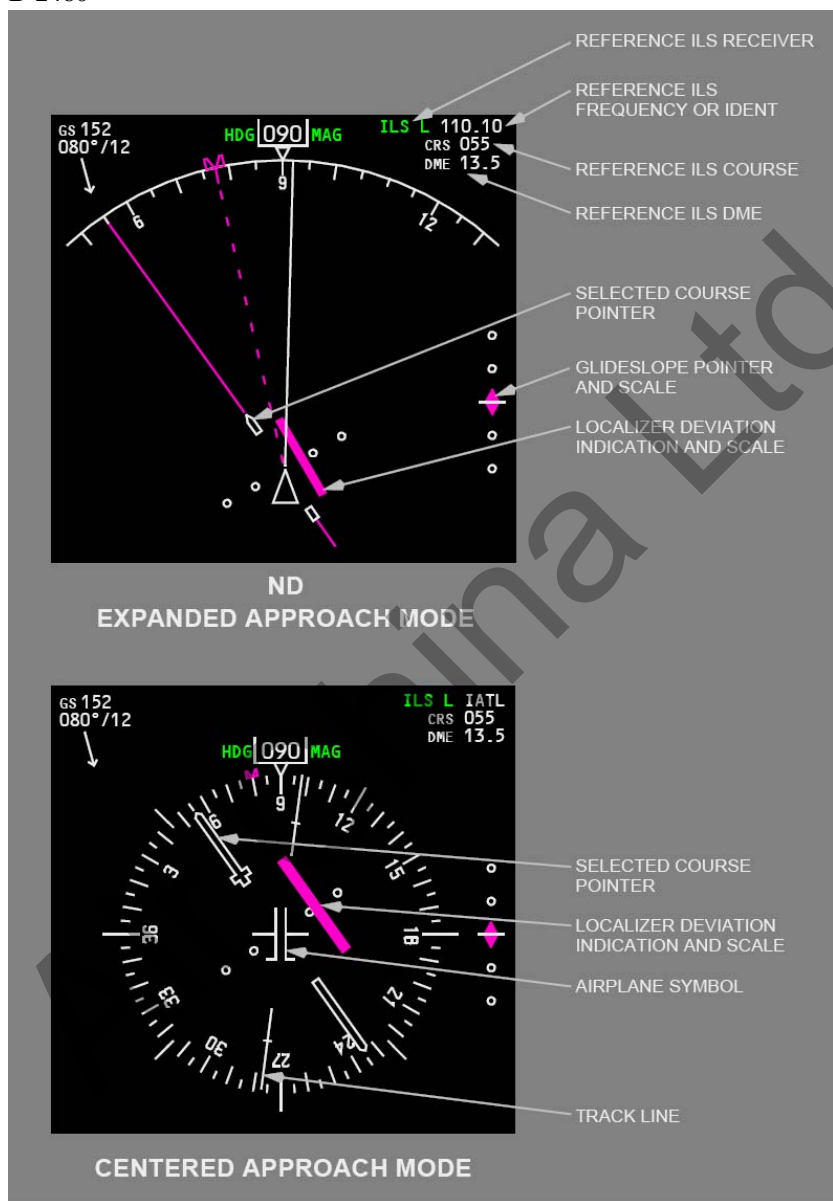 REFERENCE ILS RECEIVER
REFERENCE ILS
FREQUENCY OR IDENT
REFERENCE ILS COURSE
REFERENCE ILS DME
GS 152
080°/12
HDG 090 MAG
ILS L 110.10
CRS 055
DME 13.5
6
9
12
SELECTED COURSE
POINTER
GLIDESLOPE POINTER
AND SCALE
LOCALIZER DEVIATION
INDICATION AND SCALE
ND
EXPANDED APPROACH MODE
GS 152
080°/12
HDG 090 MAG
ILS L IATL
CRS 055
DME 13.5
3
6
9
12
15
18
21
24
27
30
33
36
SELECTED COURSE
POINTER
LOCALIZER DEVIATION
INDICATION AND SCALE
AIRPLANE SYMBOL
TRACK LINE
CENTERED APPROACH MODE
hina Ltd